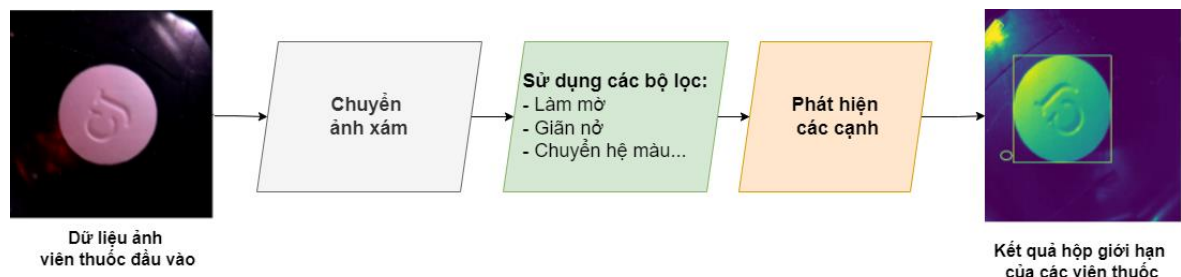 Chuyển
ảnh xám
Sử dụng các bộ lọc:
- Làm mờ
- Giãn nở
- Chuyển hệ màu...
Phát hiện
các cạnh
Dữ liệu ảnh
viên thuốc đầu vào
Kết quả hộp giới hạn
của các viên thuốc